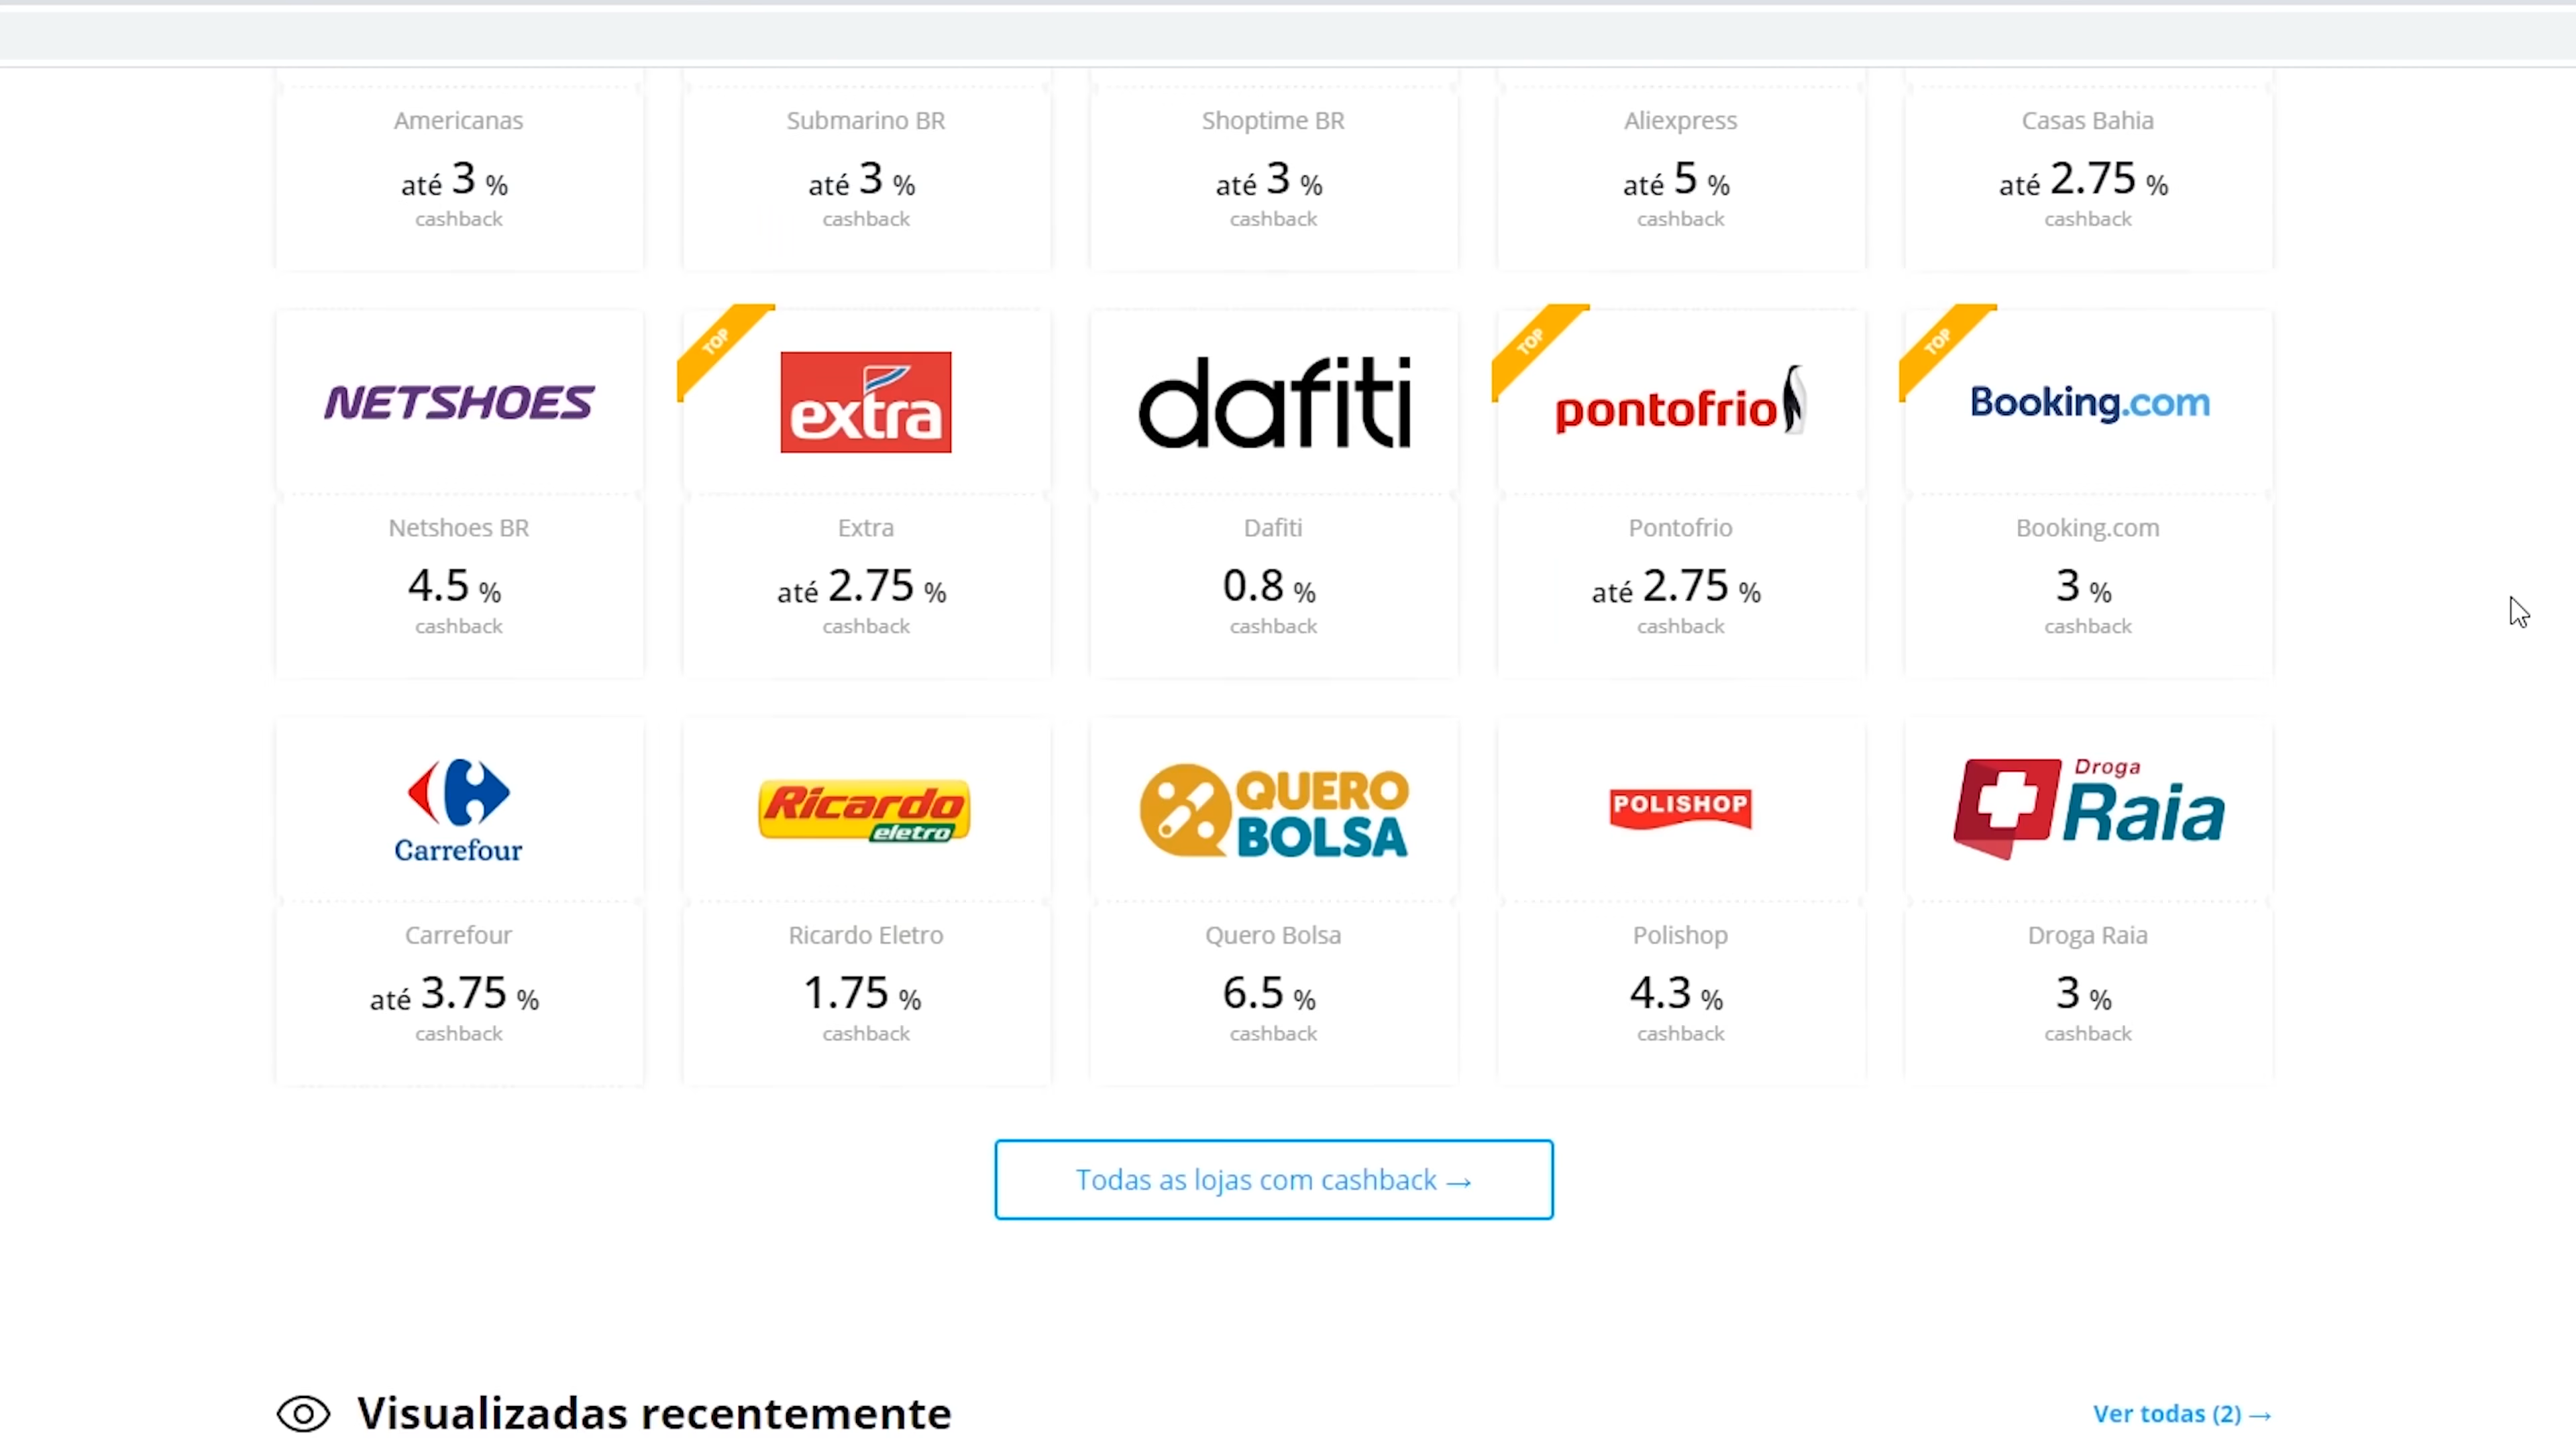 Americanas
até 3 %
cashback
Submarino BR
até 3 %
cashback
Shoptime BR
até 3 %
cashback
Aliexpress
até 5 %
cashback
Casas Bahia
até 2.75 %
cashback
NETSHOES
Netshoes BR
4.5 %
cashback
TOP
extra
Extra
até 2.75 %
cashback
dafiti
Dafiti
0.8 %
cashback
TOP
pontofrio
Pontofrio
até 2.75 %
cashback
TOP
Booking.com
Booking.com
3 %
cashback
Carrefour
Carrefour
até 3.75 %
cashback
Ricardo
eletro
Ricardo Eletro
1.75 %
cashback
QUERO
BOLSA
Quero Bolsa
6.5 %
cashback
POLISHOP
Polishop
4.3 %
cashback
Droga
Raia
Droga Raia
3 %
cashback
Todas as lojas com cashback →
Visualizadas recentemente
Ver todas (2) →